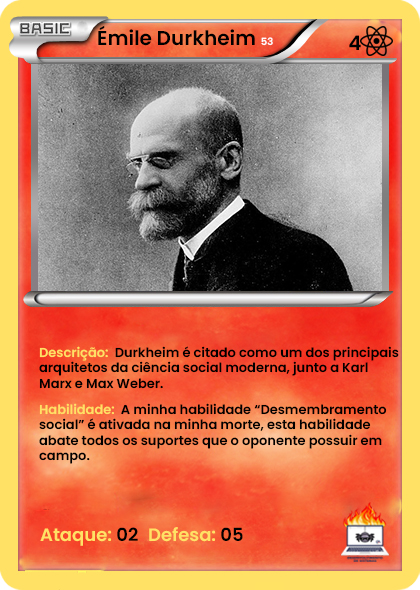 BASIC
Émile Durkheim 53
4
Descrição: Durkheim é citado como um dos principais
arquitetos da ciência social moderna, junto a Karl
Marx e Max Weber.
Habilidade: A minha habilidade “Desmembramento
social” é ativada na minha morte, esta habilidade
abate todos os suportes que o oponente possuir em
campo.
Ataque: 02 Defesa: 05